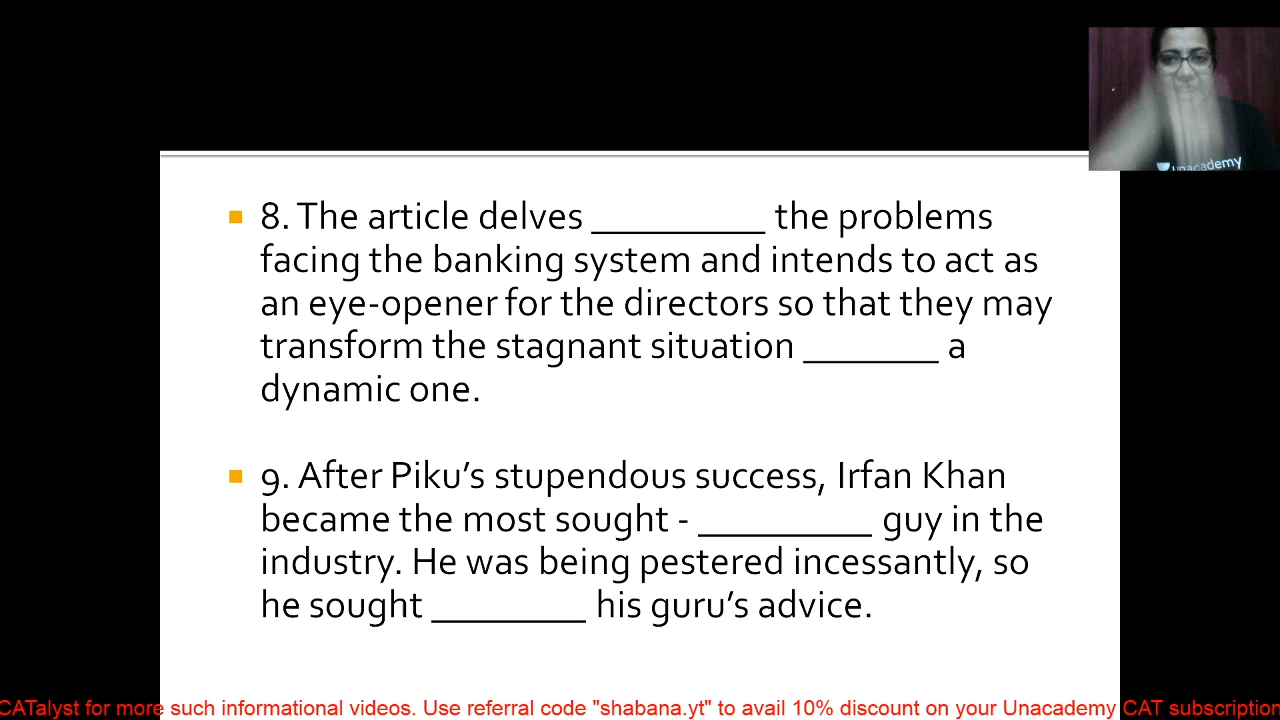 unacademy
8. The article delves __________ the problems
facing the banking system and intends to act as
an eye-opener for the directors so that they may
transform the stagnant situation ________ a
dynamic one.
9. After Piku’s stupendous success, Irfan Khan
became the most sought - __________ guy in the
industry. He was being pestered incessantly, so
he sought _________ his guru’s advice.
CATalyst for more such informational videos. Use referral code "shabana.yt" to avail 10% discount on your Unacademy CAT subscription